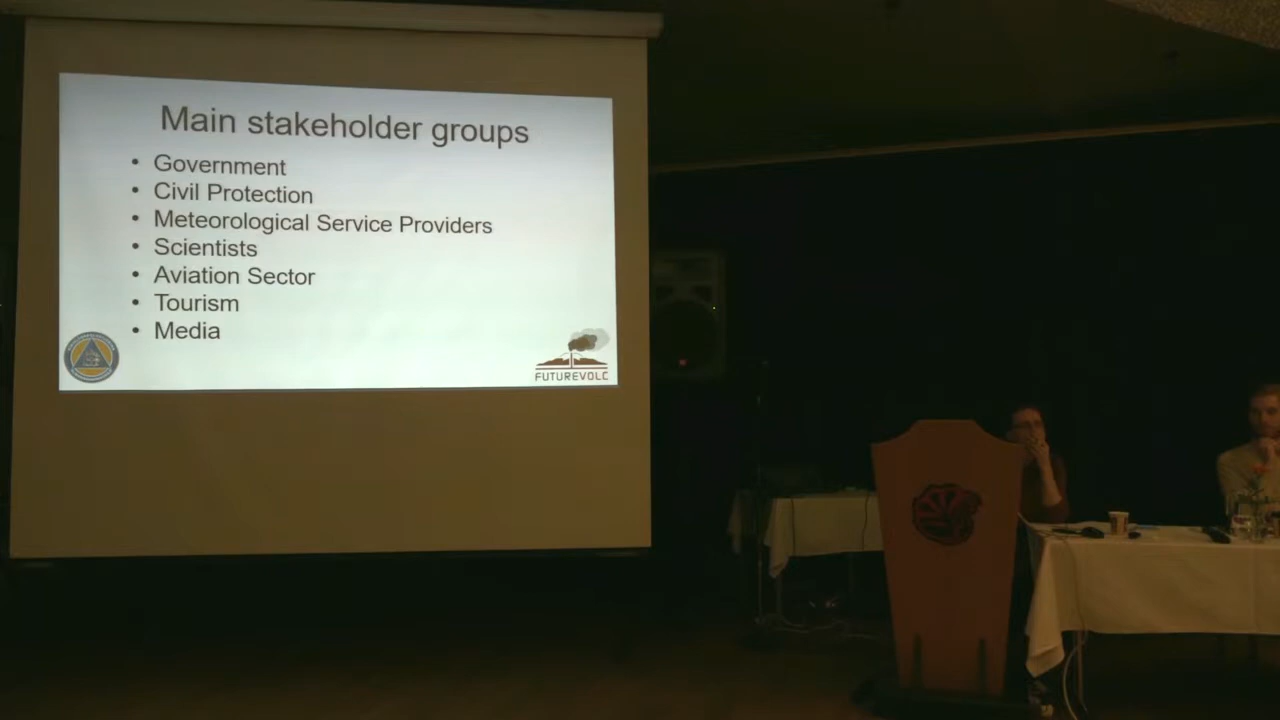 Main stakeholder groups
• Government
• Civil Protection
• Meteorological Service Providers
• Scientists
• Aviation Sector
• Tourism
• Media
FUTUREVOLC